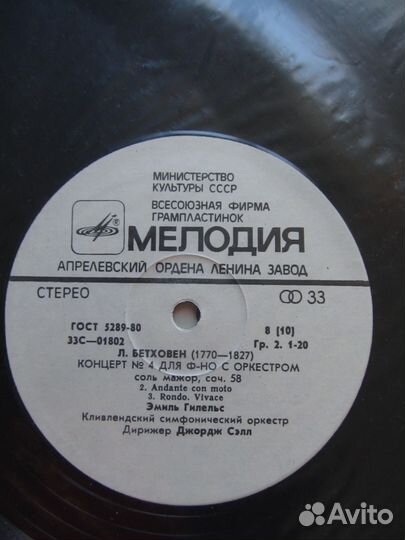 МИНИСТЕРСТВО
КУЛЬТУРЫ СССР
ВСЕСОЮЗНАЯ ФИРМА
ГРАМПЛАСТИНОК
МЕЛОДИЯ
АПРЕЛЕВСКИЙ ОРДЕНА ЛЕНИНА ЗАВОД
СТЕРЕО 33
ГОСТ 5289-80 8 [10]
33С—01802 Гр. 2. 1-20
Л. БЕТХОВЕН (1770—1827)
КОНЦЕРТ № 4 ДЛЯ Ф-НО С ОРКЕСТРОМ
соль мажор, соч. 58
2. Andante con moto
3. Rondo. Vivace
Эмиль Гилельс
Кливлендский симфонический оркестр
Дирижер Джордж Сэлл
Avito